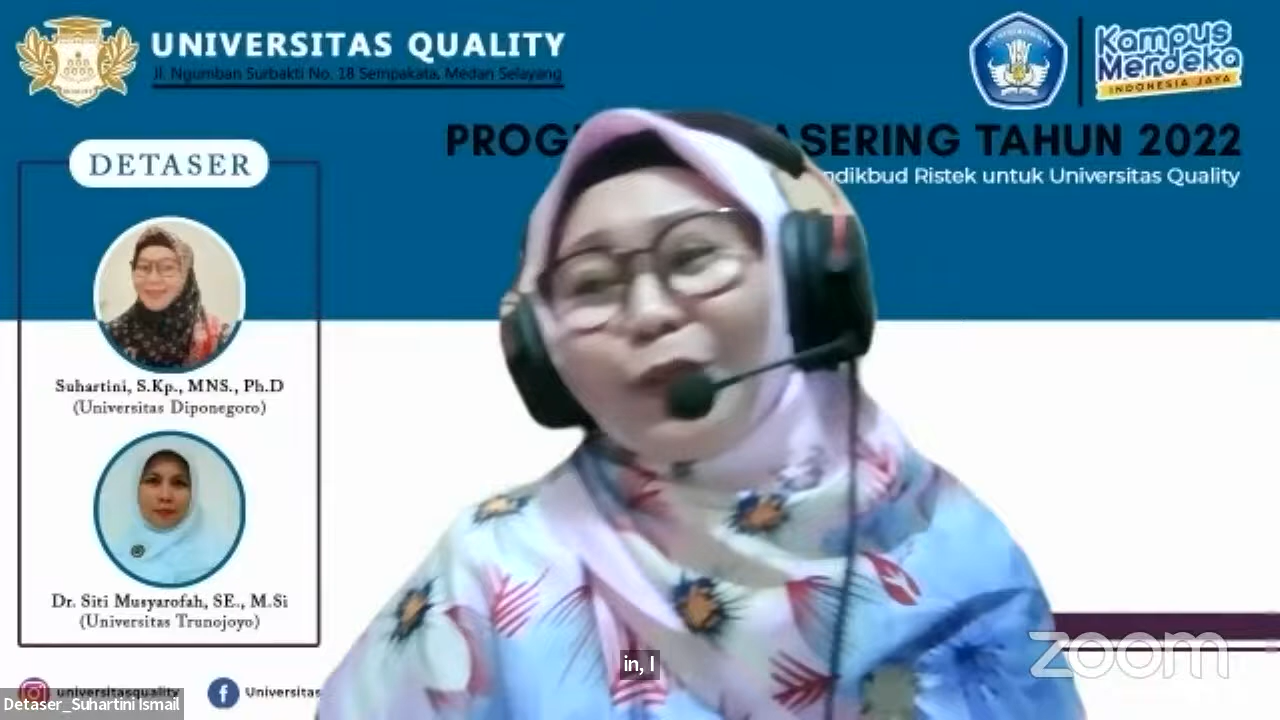 UNIVERSITAS QUALITY
Jl. Ngumban Surbakti No. 18 Sempakata, Medan Selayang
Kampus
Merdeka
INDONESIA JAYA
PROG ASERING TAHUN 2022
ndikbud Ristek untuk Universitas Quality
DETASER
Suhartini, S.Kp., MNS., Ph.D
(Universitas Diponegoro)
Dr. Siti Musyarofah, SE., M.Si
(Universitas Trunojoyo)
zoom
in, I
universitasquality
Universitas
Detaser_Suhartini Ismail